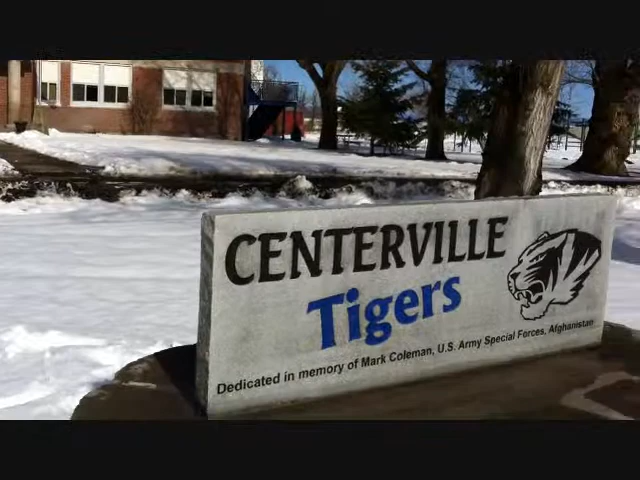 CENTERVILLE
Tigers
Dedicated in memory of Mark Coleman, U.S. Army Special Forces, Afghanistan